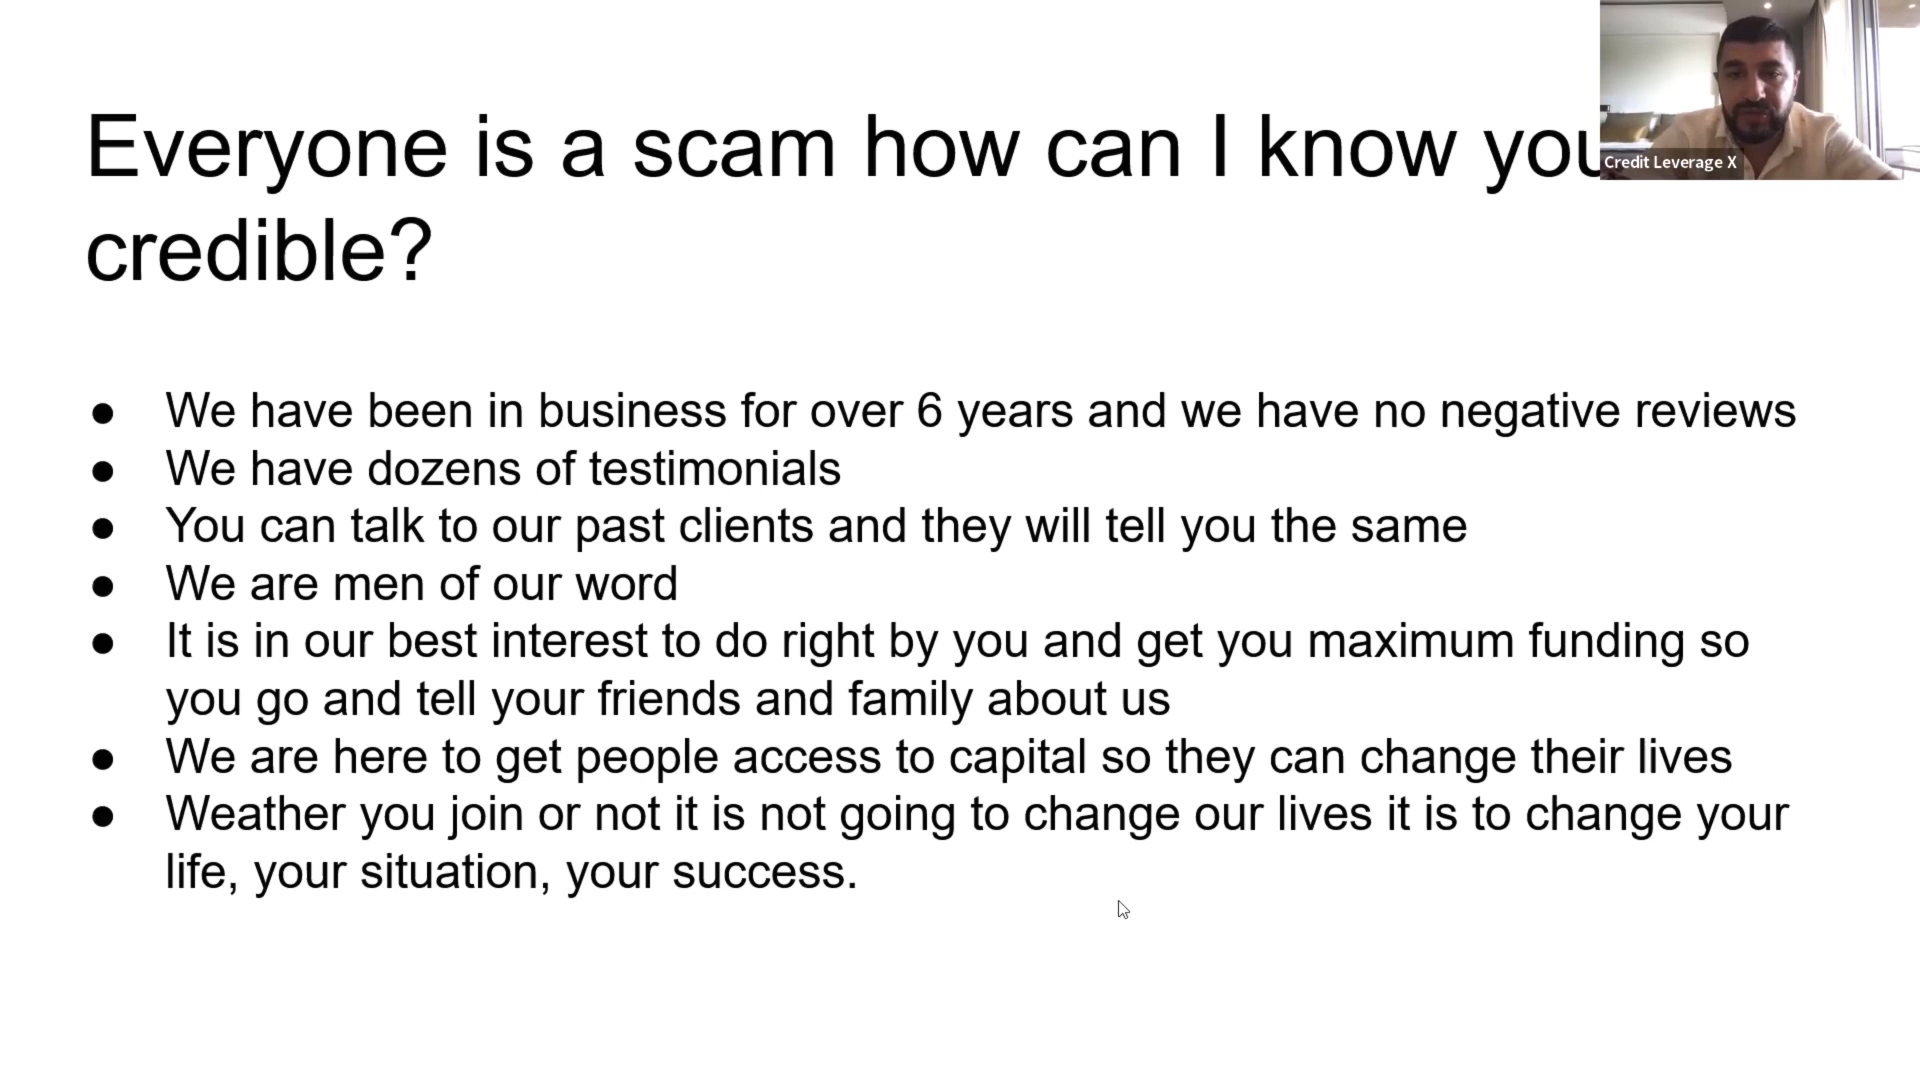 Everyone is a scam how can I know you
credible?
Credit Leverage X
● We have been in business for over 6 years and we have no negative reviews
● We have dozens of testimonials
● You can talk to our past clients and they will tell you the same
● We are men of our word
● It is in our best interest to do right by you and get you maximum funding so
you go and tell your friends and family about us
● We are here to get people access to capital so they can change their lives
● Weather you join or not it is not going to change our lives it is to change your
life, your situation, your success.